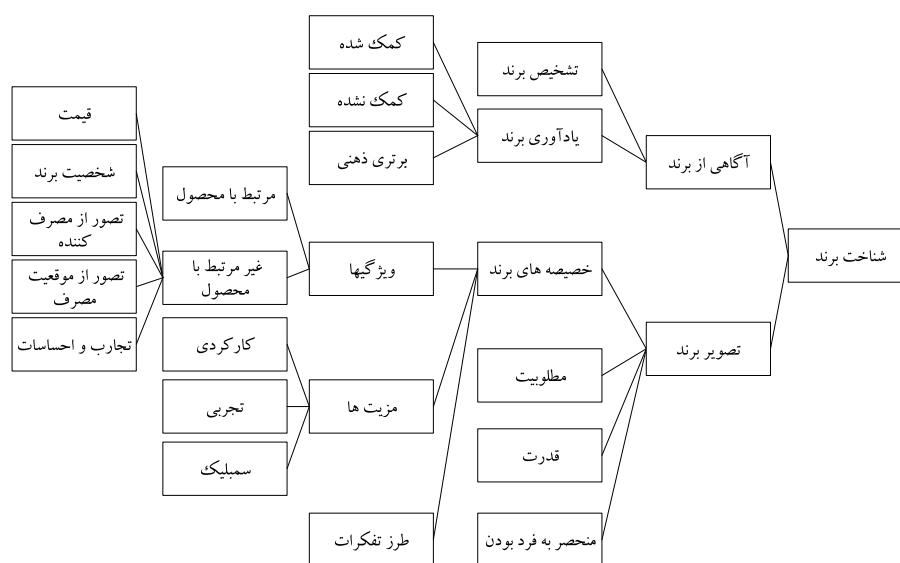 شناخت برند
آگاهی از برند
تشخیص برند
یادآوری برند
کمک شده
کمک نشده
برتری ذهنی
تصویر برند
خصیصه های برند
ویژگیها
مرتبط با محصول
غیر مرتبط با
محصول
قیمت
شخصیت برند
تصور از مصرف
کننده
تصور از موقعیت
مصرف
تجارب و احساسات
مزیت ها
کارکردی
تجربی
سمبلیک
طرز تفکرات
مطلوبیت
قدرت
منحصر به فرد بودن